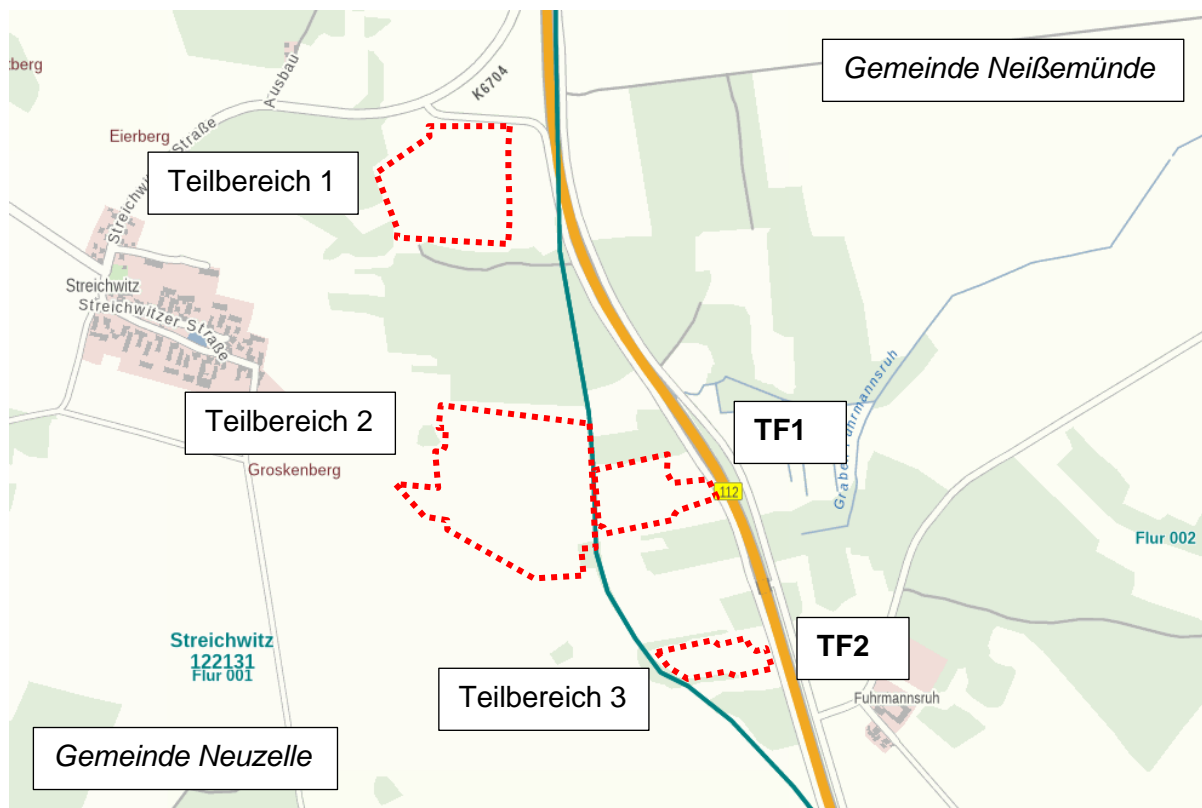 Gemeinde Neißemünde
tberg
Ausbau
K6704
Eierberg
Streichwitzer Straße
Teilbereich 1
Streichwitz
Streichwitzer Straße
Teilbereich 2
TF1
Groskenberg
112
Graben Fuhrmannsruh
Flur 002
Streichwitz
122131
Flur 001
TF2
Teilbereich 3
Fuhrmannsruh
Gemeinde Neuzelle